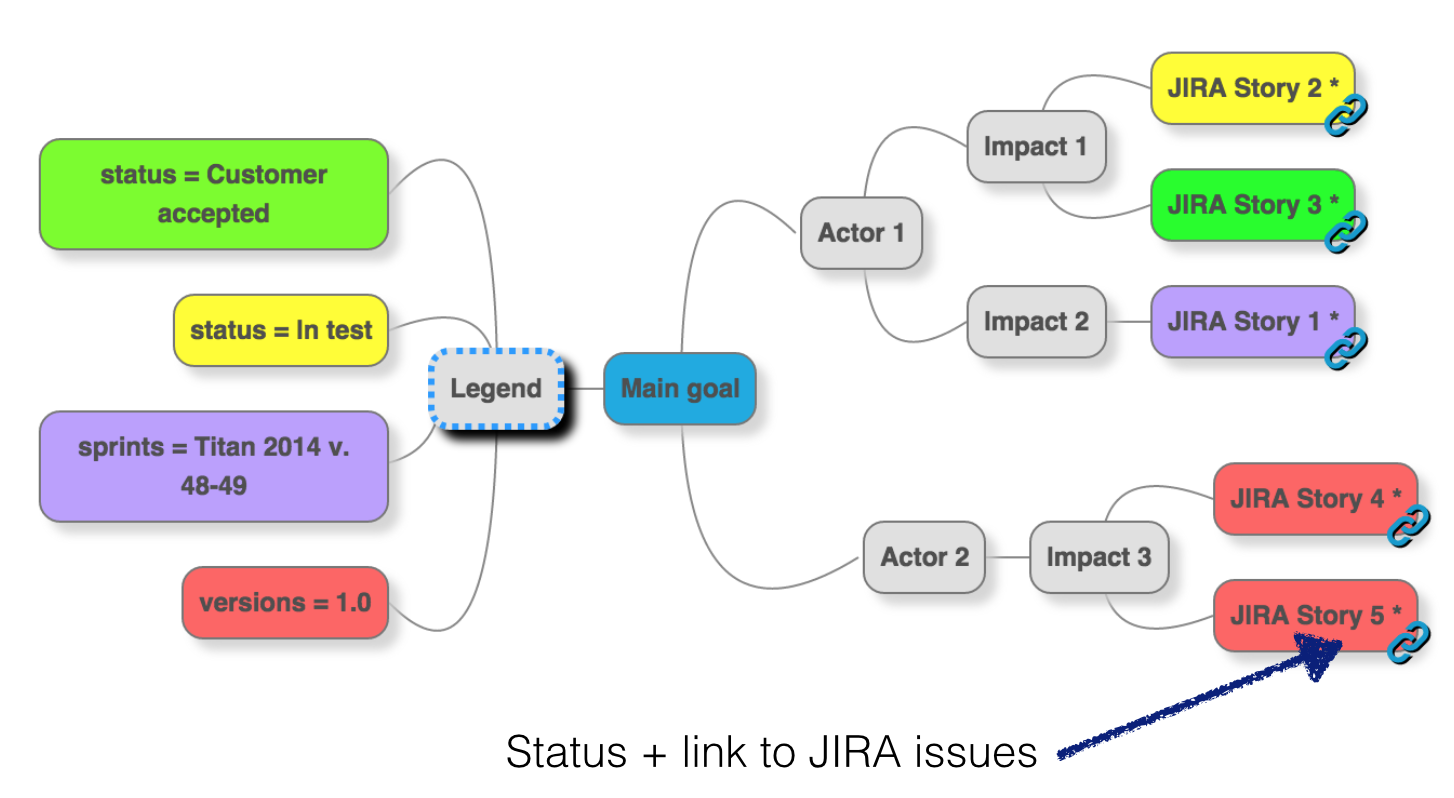 status = Customer
accepted
status = In test
sprints = Titan 2014 v.
48-49
versions = 1.0
Legend
Main goal
Actor 1
Impact 1
JIRA Story 2 *
JIRA Story 3 *
Impact 2
JIRA Story 1 *
Actor 2
Impact 3
JIRA Story 4 *
JIRA Story 5 *
Status + link to JIRA issues